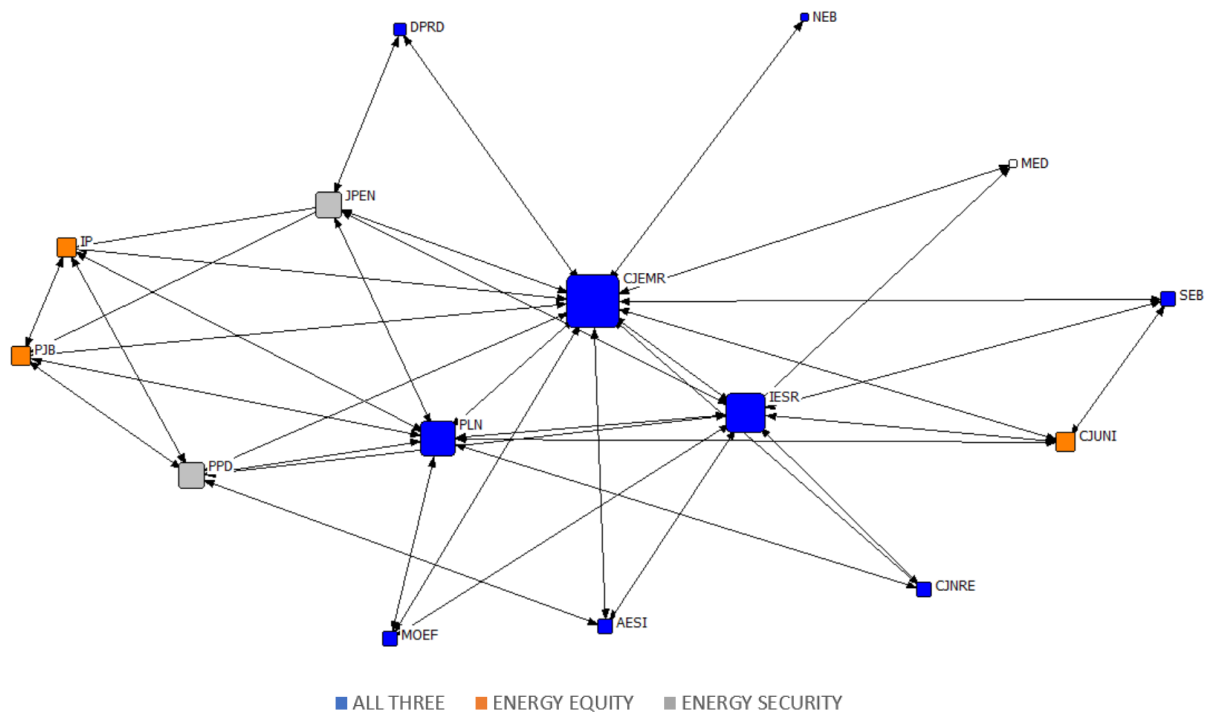 NEB
DPRD
MED
JPEN
IP
CJEMR
SEB
PJB
IESR
PLN
CJUNI
PPD
CJNRE
AESI
MOEF
ALL THREE ENERGY EQUITY ENERGY SECURITY